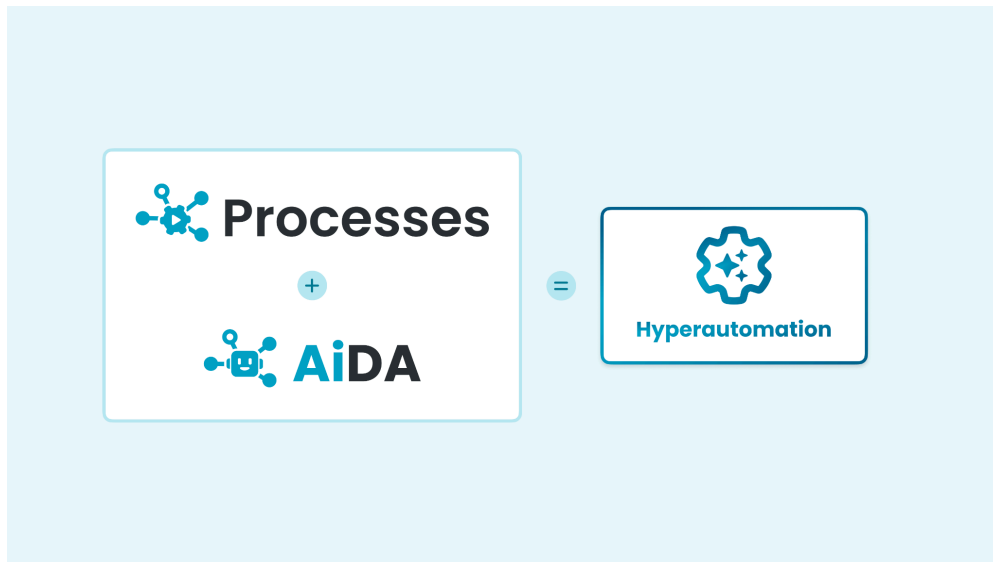 Processes
+
AiDA
=
Hyperautomation